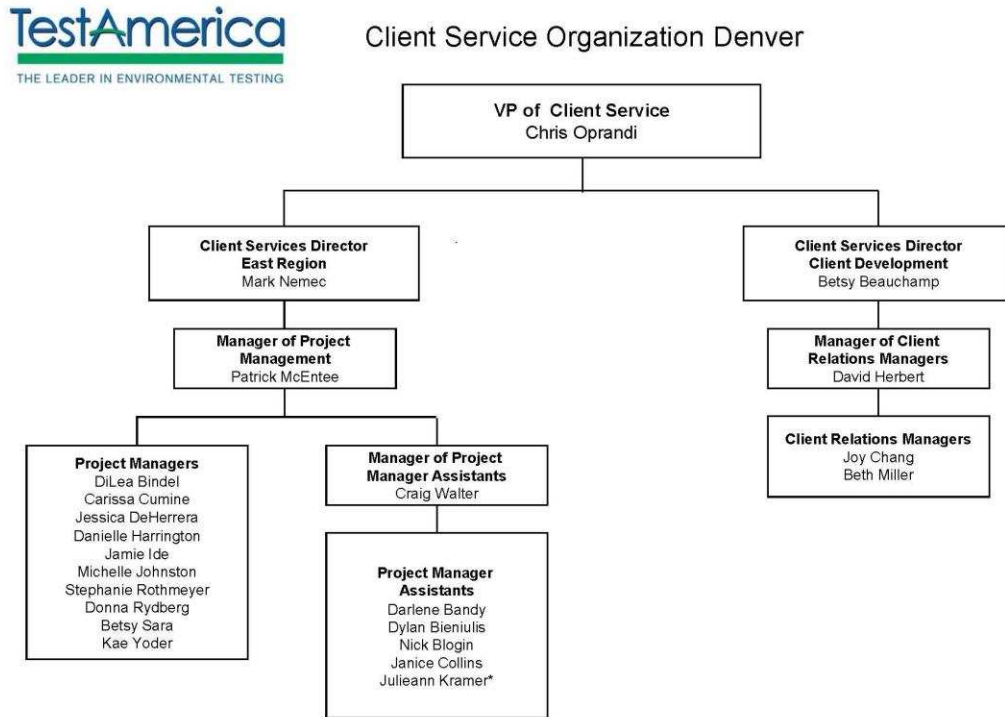 TestAmerica
THE LEADER IN ENVIRONMENTAL TESTING
Client Service Organization Denver
VP of Client Service
Chris Oprandi
Client Services Director
East Region
Mark Nemec
Client Services Director
Client Development
Betsy Beauchamp
Manager of Project
Management
Patrick McEntee
Manager of Client
Relations Managers
David Herbert
Project Managers
DiLea Bindel
Carissa Cumine
Jessica DeHerrera
Danielle Harrington
Jamie Ide
Michelle Johnston
Stephanie Rothmeyer
Donna Rydberg
Betsy Sara
Kae Yoder
Manager of Project
Manager Assistants
Craig Walter
Client Relations Managers
Joy Chang
Beth Miller
Project Manager
Assistants
Darlene Bandy
Dylan Bieniulis
Nick Blogin
Janice Collins
Julieann Kramer*